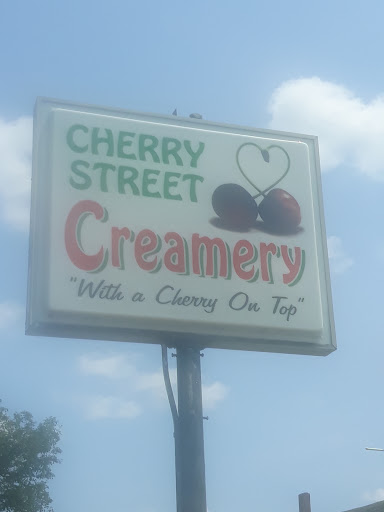 CHERRY
STREET
Creamery
"With a Cherry On Top"